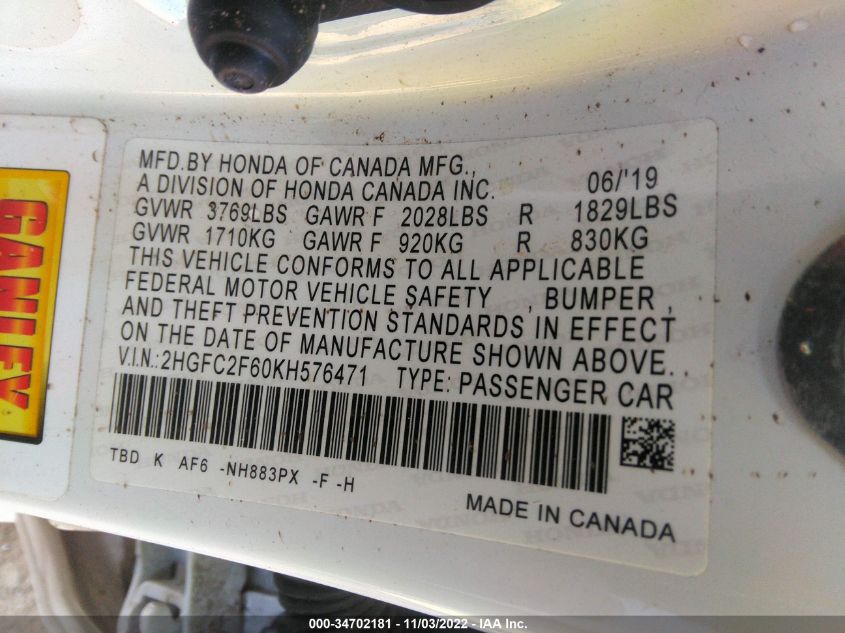 MFD.BY HONDA OF CANADA MFG.,
A DIVISION OF HONDA CANADA INC. 06/'19
GVWR 3769LBS GAWR F 2028LBS R 1829LBS
GVWR 1710KG GAWR F 920KG R 830KG
THIS VEHICLE CONFORMS TO ALL APPLICABLE
FEDERAL MOTOR VEHICLE SAFETY , BUMPER ,
AND THEFT PREVENTION STANDARDS IN EFFECT
ON THE DATE OF MANUFACTURE SHOWN ABOVE.
V.I.N.: 2HGFC2F60KH576471 TYPE: PASSENGER CAR
TBD K AF6 -NH883PX -F -H
MADE IN CANADA
GANLEY
000-34702181 - 11/03/2022 - IAA Inc.